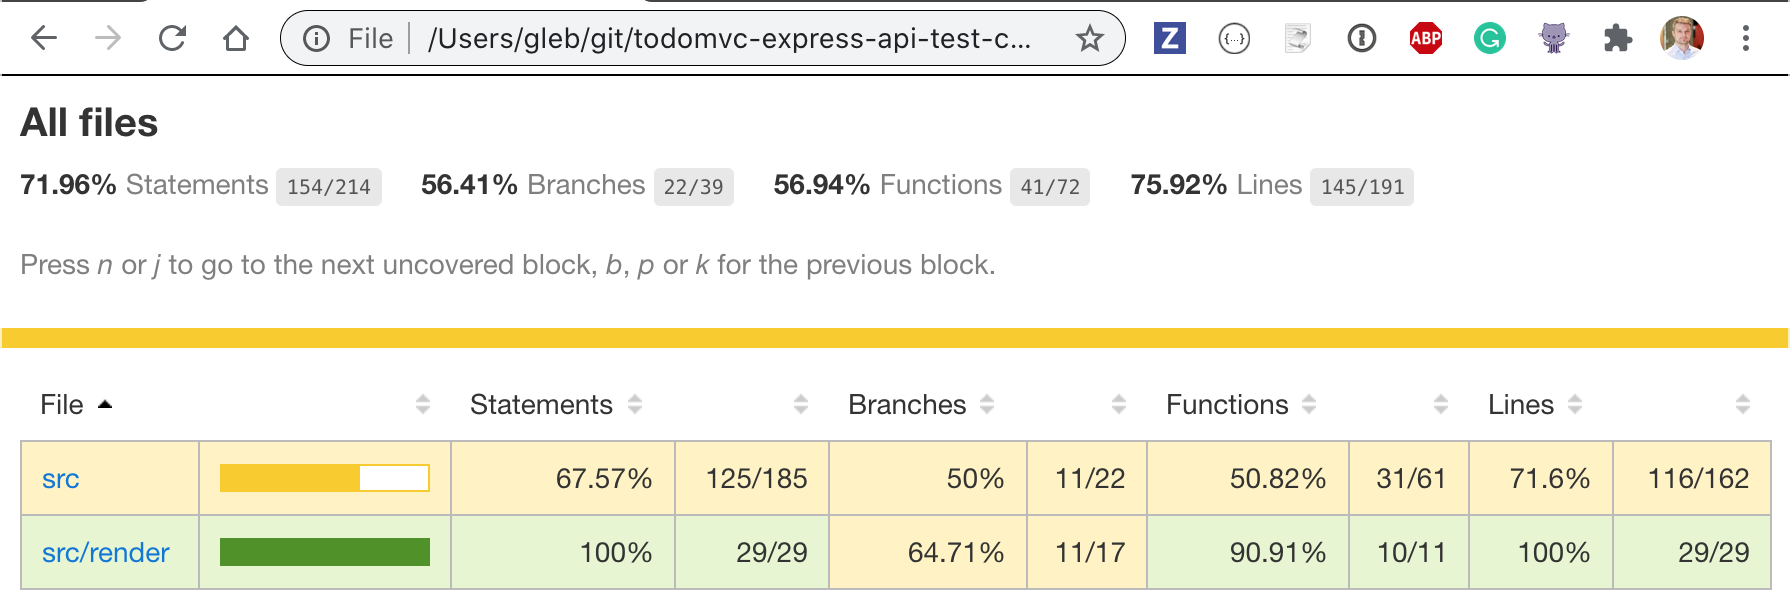 File /Users/gleb/git/todomvc-express-api-test-c... Z {...} ABP G
All files
71.96% Statements 154/214 56.41% Branches 22/39 56.94% Functions 41/72 75.92% Lines 145/191
Press n or j to go to the next uncovered block, b, p or k for the previous block.
File Statements Branches Functions Lines
src 67.57% 125/185 50% 11/22 50.82% 31/61 71.6% 116/162
src/render 100% 29/29 64.71% 11/17 90.91% 10/11 100% 29/29